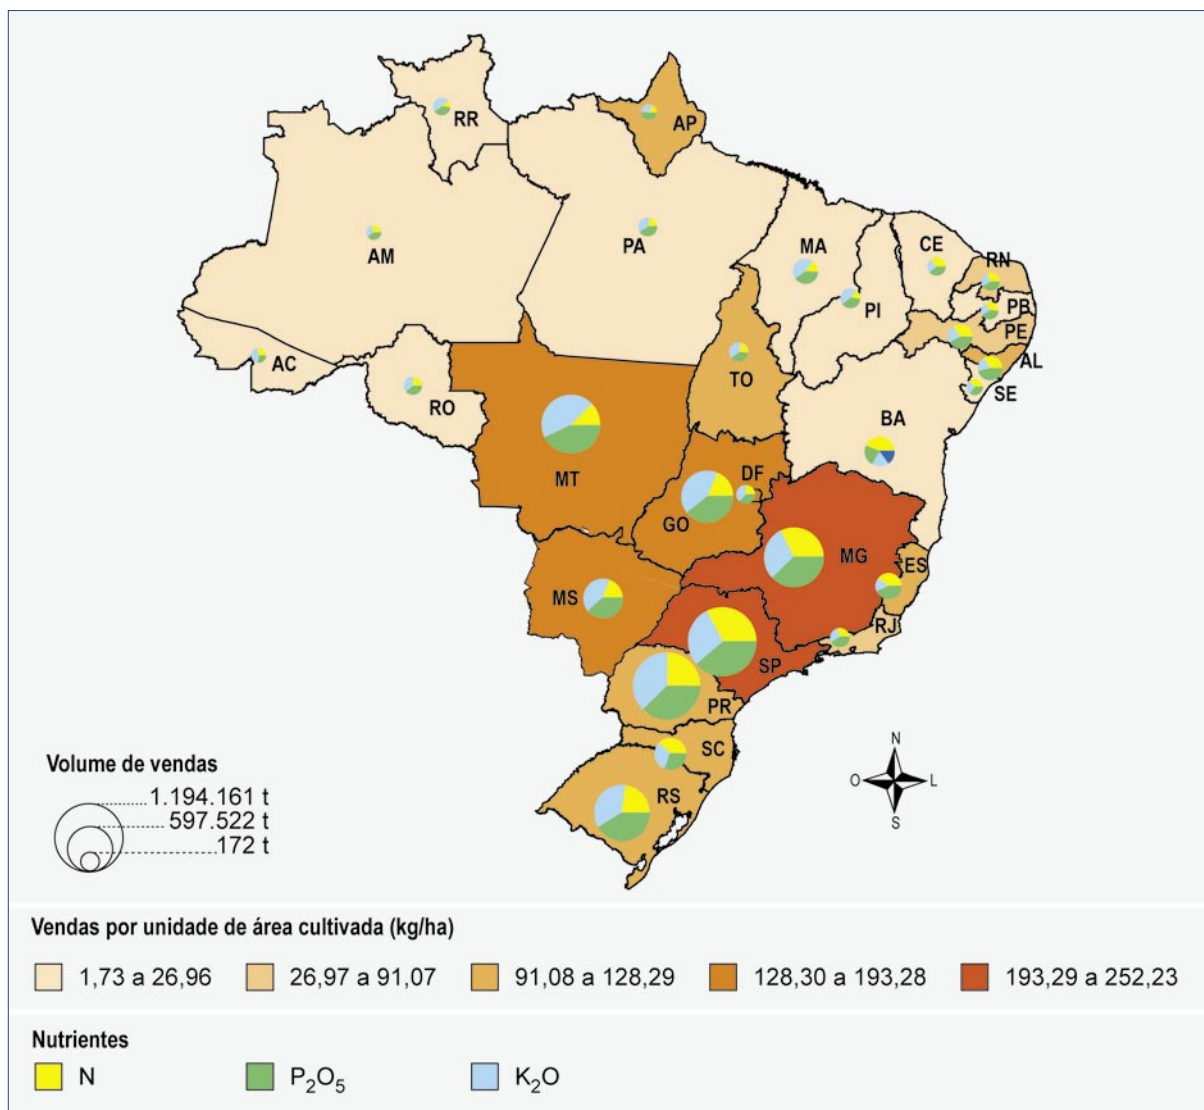 RR
AP
AM
PA
MA
CE
RN
PB
PI
PE
AL
SE
AC
RO
TO
BA
MT
DF
GO
MG
ES
MS
RJ
SP
PR
SC
RS
N
O
L
S
Volume de vendas
1.194.161 t
597.522 t
172 t
Vendas por unidade de área cultivada (kg/ha)
1,73 a 26,96
26,97 a 91,07
91,08 a 128,29
128,30 a 193,28
193,29 a 252,23
Nutrientes
N
P₂O₅
K₂O